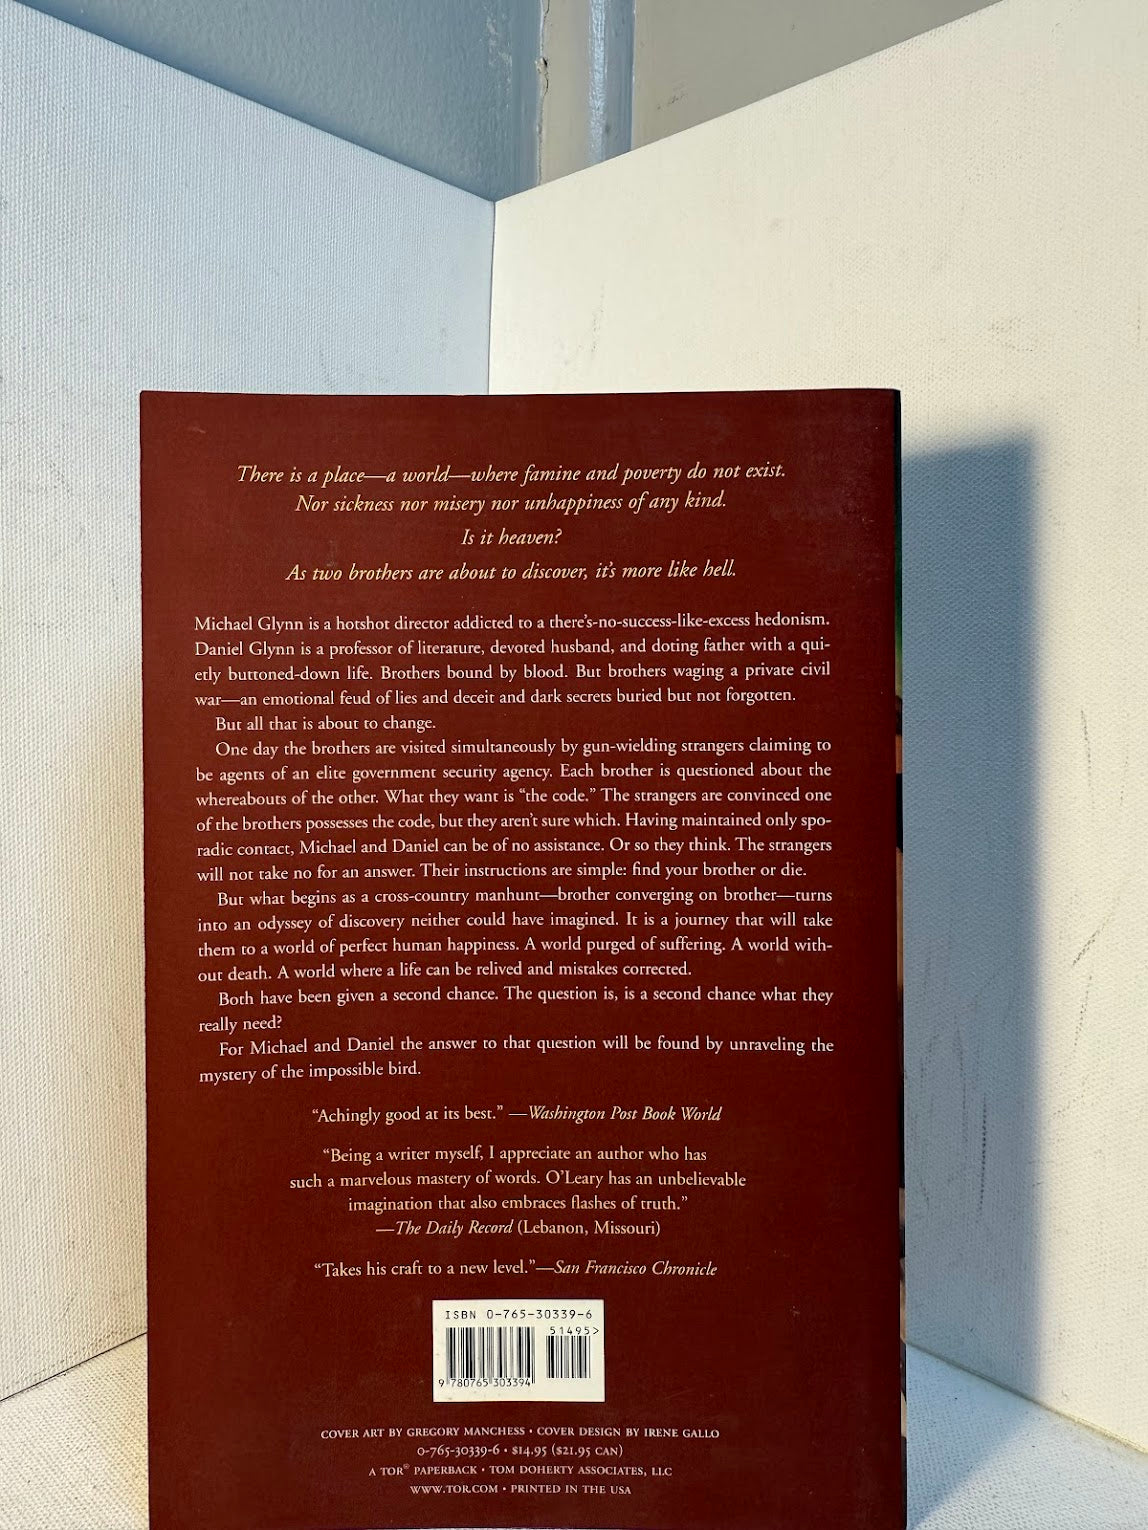 There is a place—a world—where famine and poverty do not exist.
Nor sickness nor misery nor unhappiness of any kind.
Is it heaven?
As two brothers are about to discover, it's more like hell.
Michael Glynn is a hotshot director addicted to a there's-no-success-like-excess hedonism.
Daniel Glynn is a professor of literature, devoted husband, and doting father with a qui-
etly buttoned-down life. Brothers bound by blood. But brothers waging a private civil
war—an emotional feud of lies and deceit and dark secrets buried but not forgotten.
But all that is about to change.
One day the brothers are visited simultaneously by gun-wielding strangers claiming to
be agents of an elite government security agency. Each brother is questioned about the
whereabouts of the other. What they want is “the code.” The strangers are convinced one
of the brothers possesses the code, but they aren't sure which. Having maintained only spo-
radic contact, Michael and Daniel can be of no assistance. Or so they think. The strangers
will not take no for an answer. Their instructions are simple: find your brother or die.
But what begins as a cross-country manhunt—brother converging on brother—turns
into an odyssey of discovery neither could have imagined. It is a journey that will take
them to a world of perfect human happiness. A world purged of suffering. A world with-
out death. A world where a life can be relived and mistakes corrected.
Both have been given a second chance. The question is, is a second chance what they
really need?
For Michael and Daniel the answer to that question will be found by unraveling the
mystery of the impossible bird.
“Achingly good at its best.” —Washington Post Book World
“Being a writer myself, I appreciate an author who has
such a marvelous mastery of words. O'Leary has an unbelievable
imagination that also embraces flashes of truth.”
—The Daily Record (Lebanon, Missouri)
“Takes his craft to a new level.”—San Francisco Chronicle
ISBN 0-765-30339-6
51495>
9 780765 303394
COVER ART BY GREGORY MANCHESS • COVER DESIGN BY IRENE GALLO
0-765-30339-6 • $14.95 ($21.95 CAN)
A TOR® PAPERBACK • TOM DOHERTY ASSOCIATES, LLC
WWW.TOR.COM • PRINTED IN THE USA